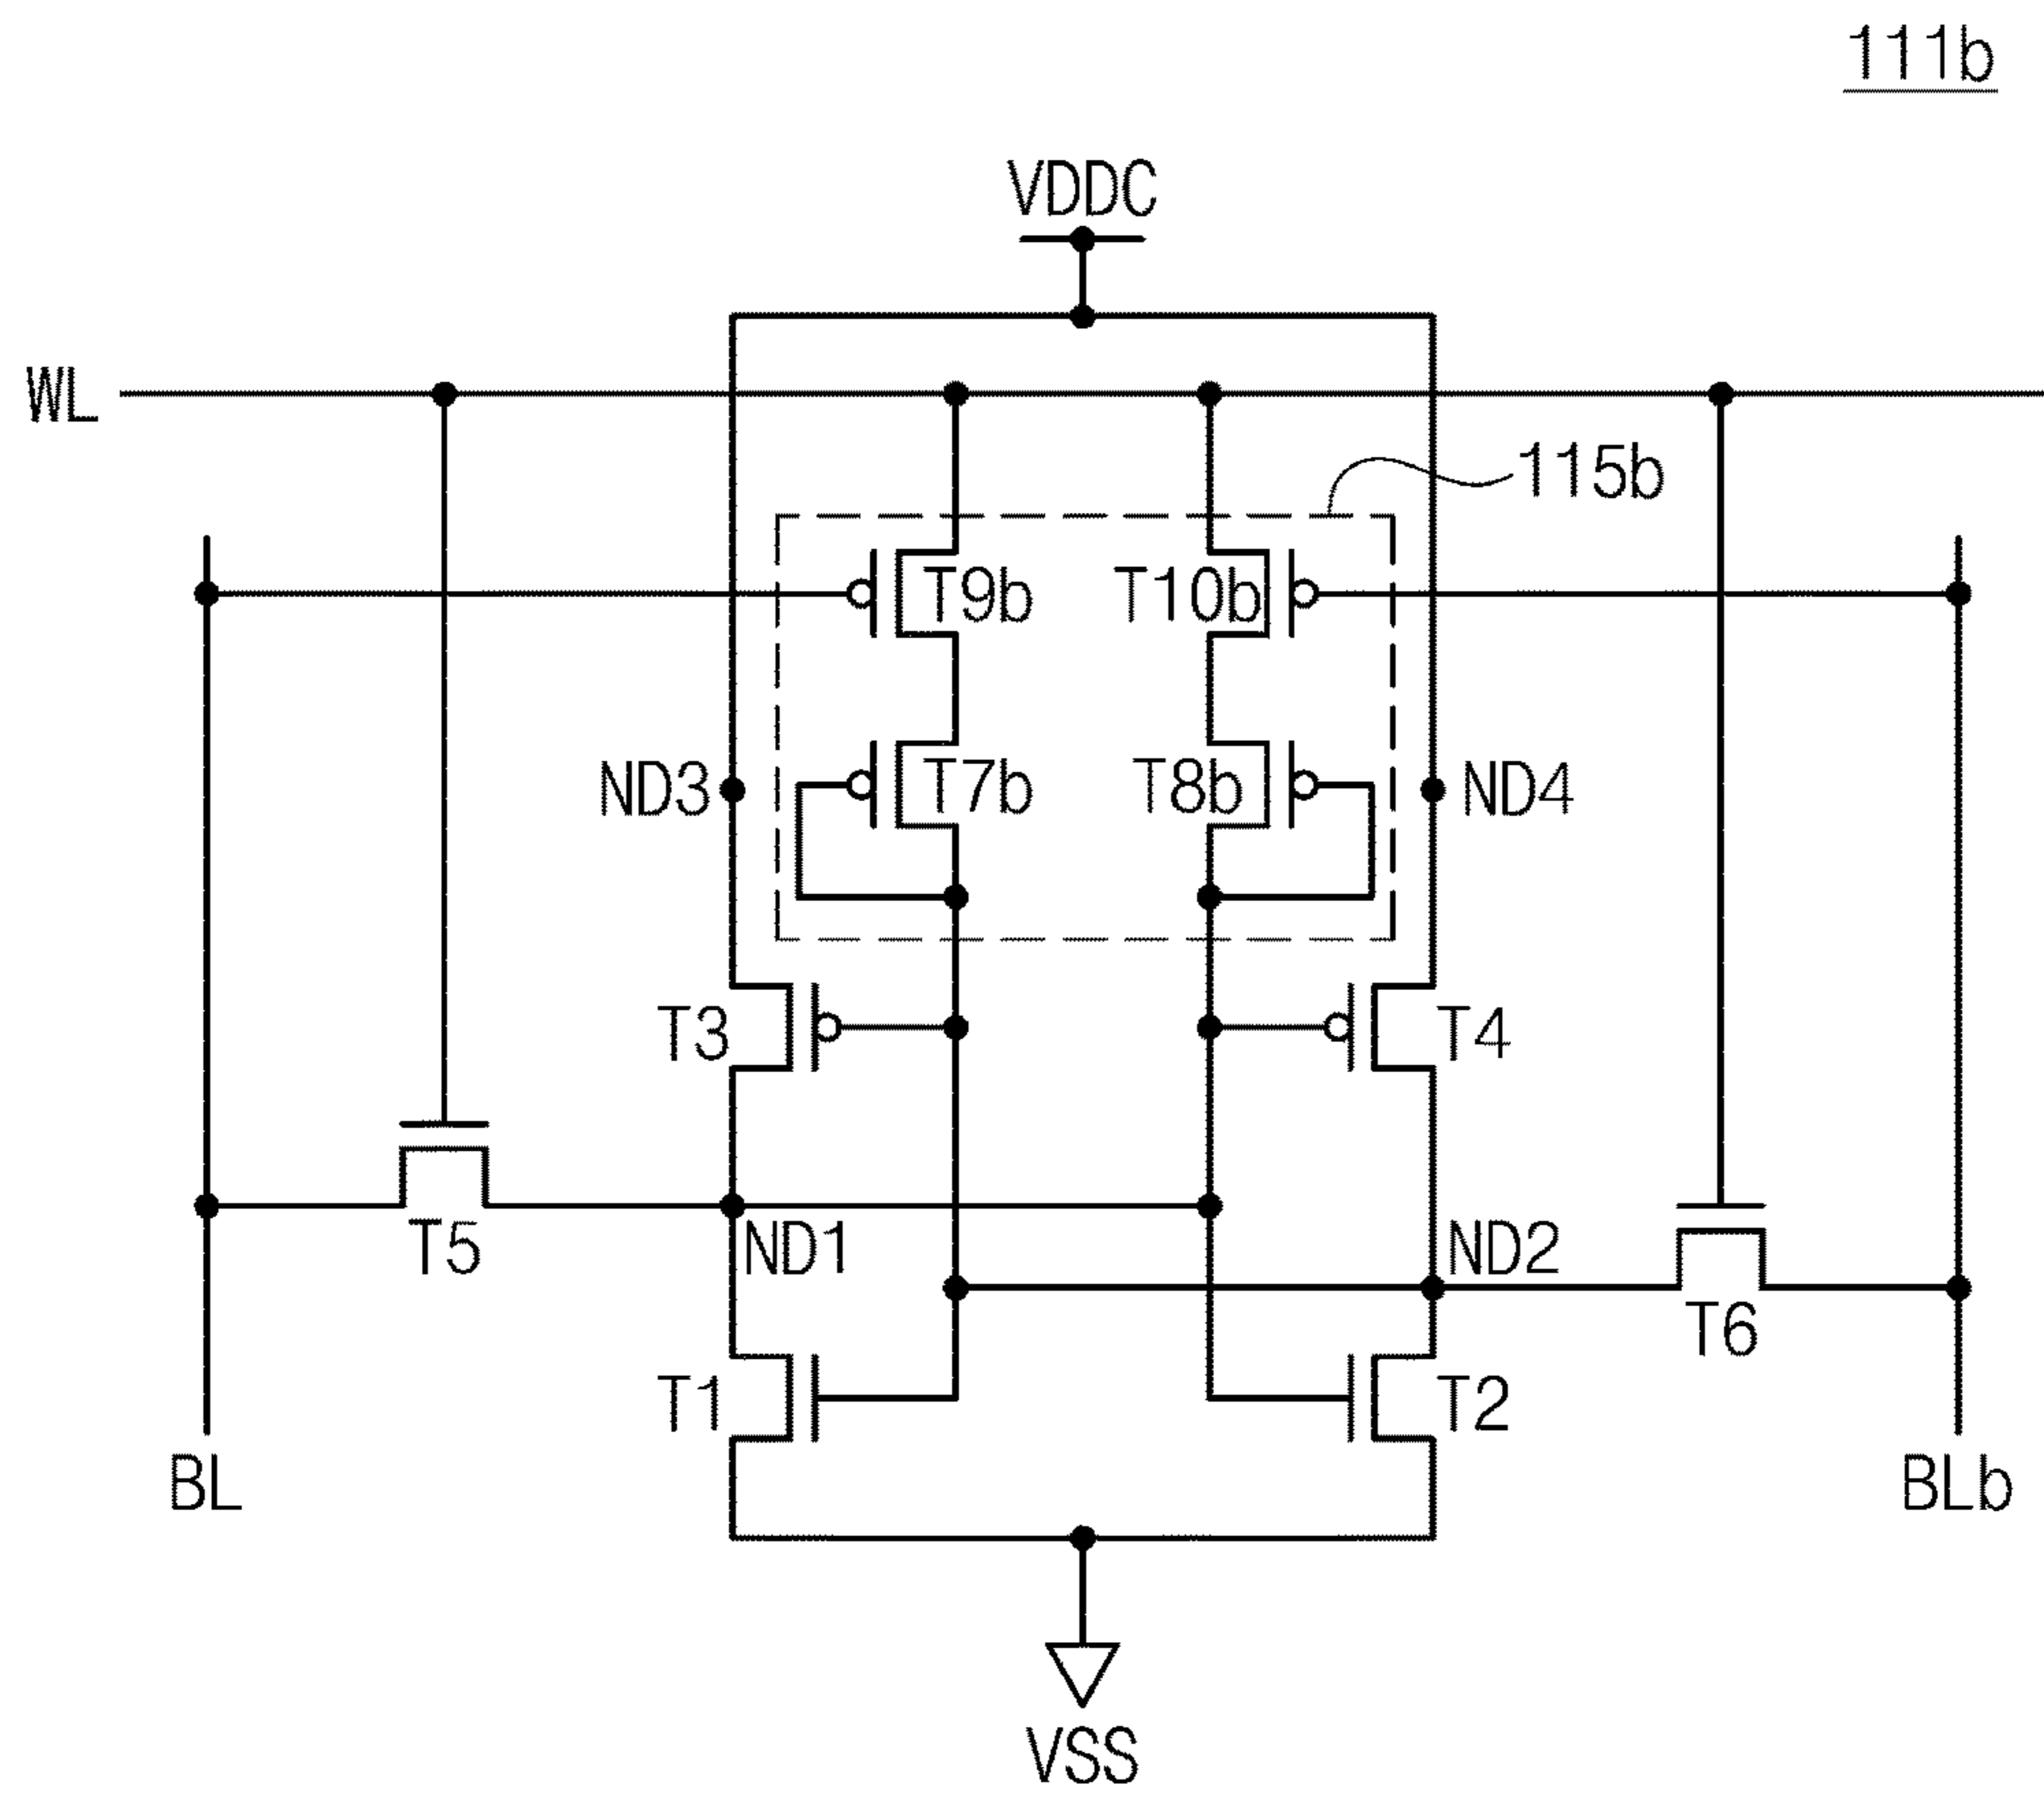 111b
VDDC
WL
115b
T9b
T10b
ND3
T7b
T8b
ND4
T3
T4
T5
ND1
ND2
T6
T1
T2
BL
BLb
VSS